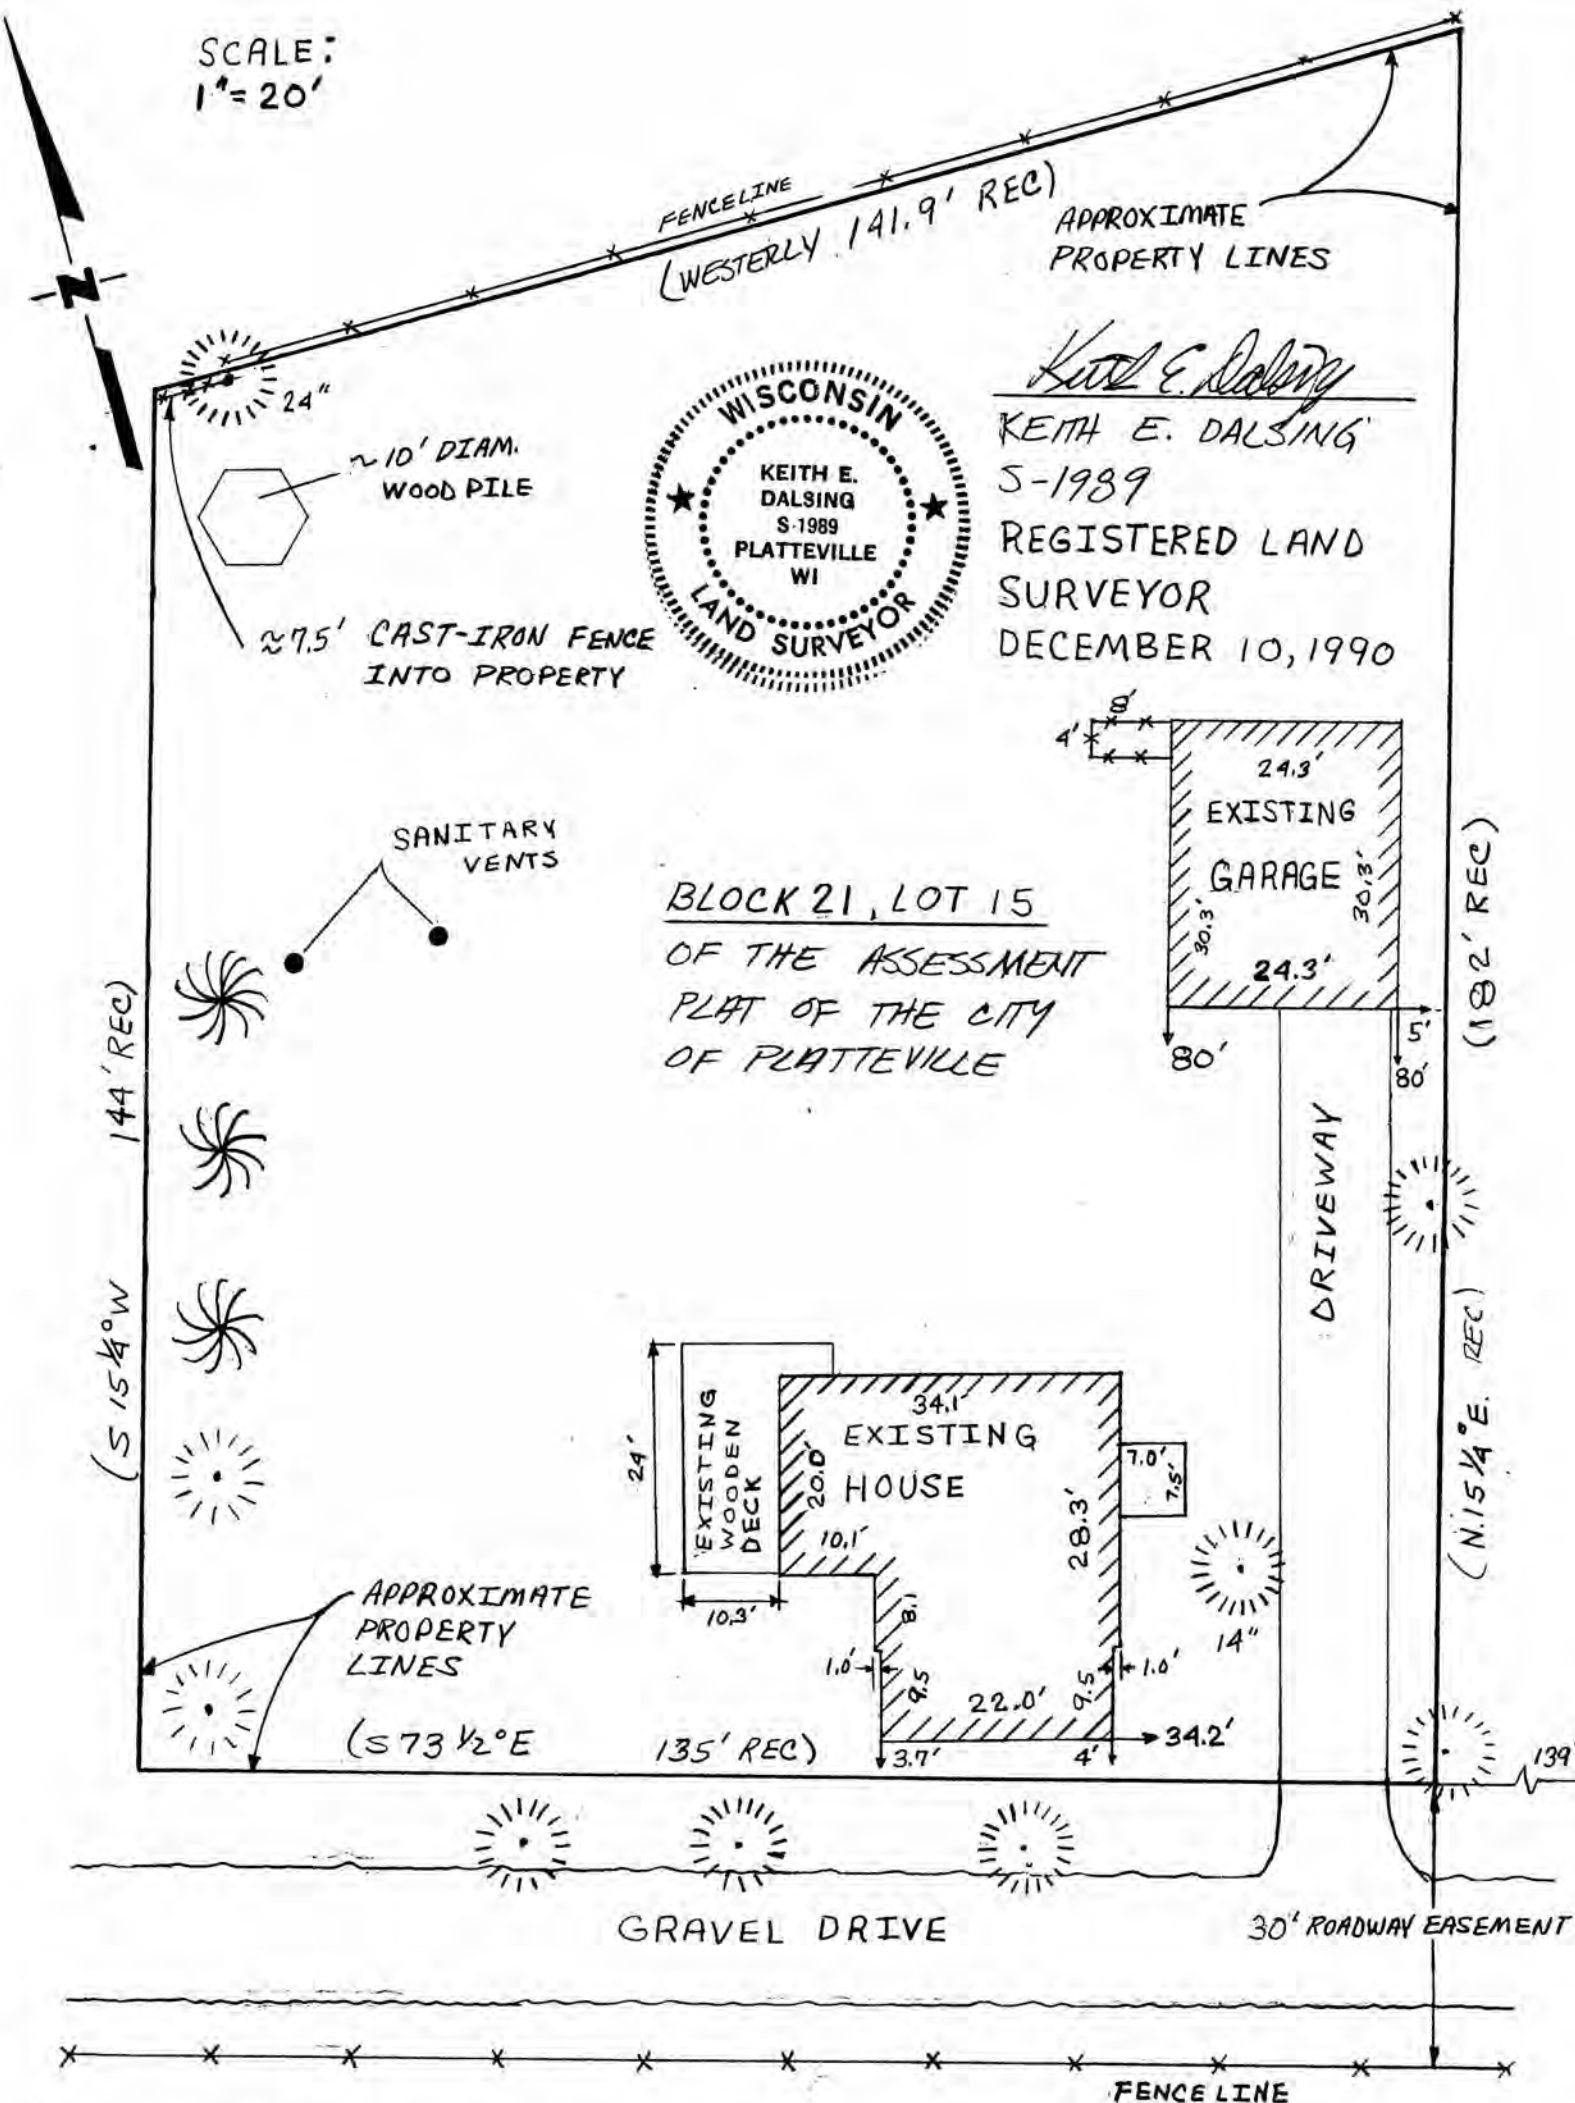 SCALE:
1"=20'
N
FENCELINE
(WESTERLY 141.9' REC)
APPROXIMATE
PROPERTY LINES
24"
~10' DIAM.
WOOD PILE
≈7.5' CAST-IRON FENCE
INTO PROPERTY
WISCONSIN
KEITH E.
DALSING
S-1989
PLATTEVILLE
WI
LAND SURVEYOR
Keith E. Dalsing
KEITH E. DALSING
S-1989
REGISTERED LAND
SURVEYOR
DECEMBER 10, 1990
8'
4'
24.3'
EXISTING
GARAGE
30.3'
30.3'
24.3'
5'
80'
80'
(182' REC)
SANITARY
VENTS
BLOCK 21, LOT 15
OF THE ASSESSMENT
PLAT OF THE CITY
OF PLATTEVILLE
(S 15¼°W 144' REC)
DRIVEWAY
(N.15¼°E. REC)
24'
EXISTING
WOODEN
DECK
10.3'
34.1'
EXISTING
HOUSE
20.0'
10.1'
28.3'
7.0'
7.5'
8.1
1.0'
9.5
22.0'
9.5
1.0'
14"
34.2'
3.7'
4'
APPROXIMATE
PROPERTY
LINES
(S 73½°E 135' REC)
139'
GRAVEL DRIVE
30' ROADWAY EASEMENT
FENCE LINE